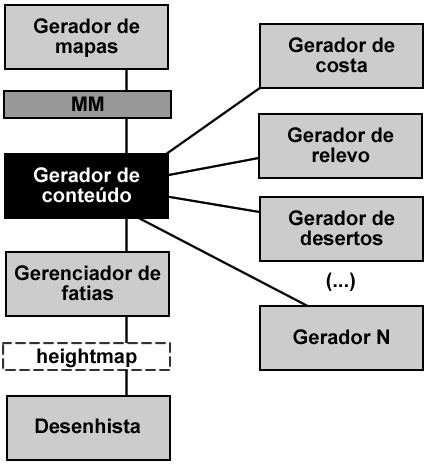 Gerador de
mapas
MM
Gerador de
conteúdo
Gerenciador de
fatias
heightmap
Desenhista
Gerador de
costa
Gerador de
relevo
Gerador de
desertos
(...)
Gerador N